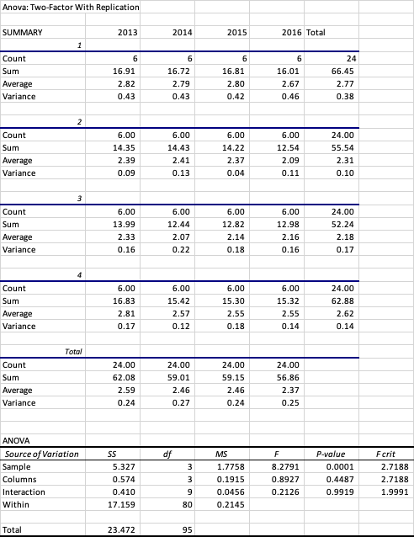 Anova: Two-Factor With Replication
SUMMARY 2013 2014 2015 2016 Total
1
Count 6 6 6 6 24
Sum 16.91 16.72 16.81 16.01 66.45
Average 2.82 2.79 2.80 2.67 2.77
Variance 0.43 0.43 0.42 0.46 0.38
2
Count 6.00 6.00 6.00 6.00 24.00
Sum 14.35 14.43 14.22 12.54 55.54
Average 2.39 2.41 2.37 2.09 2.31
Variance 0.09 0.13 0.04 0.11 0.10
3
Count 6.00 6.00 6.00 6.00 24.00
Sum 13.99 12.44 12.82 12.98 52.24
Average 2.33 2.07 2.14 2.16 2.18
Variance 0.16 0.22 0.18 0.16 0.17
4
Count 6.00 6.00 6.00 6.00 24.00
Sum 16.83 15.42 15.30 15.32 62.88
Average 2.81 2.57 2.55 2.55 2.62
Variance 0.17 0.12 0.18 0.14 0.14
Total
Count 24.00 24.00 24.00 24.00
Sum 62.08 59.01 59.15 56.86
Average 2.59 2.46 2.46 2.37
Variance 0.24 0.27 0.24 0.25
ANOVA
Source of Variation SS df MS F P-value F crit
Sample 5.327 3 1.7758 8.2791 0.0001 2.7188
Columns 0.574 3 0.1915 0.8927 0.4487 2.7188
Interaction 0.410 9 0.0456 0.2126 0.9919 1.9991
Within 17.159 80 0.2145
Total 23.472 95